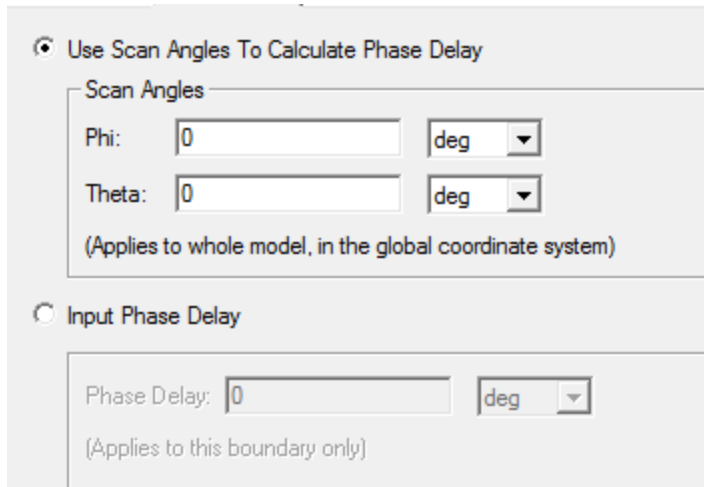 Use Scan Angles To Calculate Phase Delay
Scan Angles
Phi: 0 deg
Theta: 0 deg
(Applies to whole model, in the global coordinate system)
Input Phase Delay
Phase Delay: 0 deg
(Applies to this boundary only)